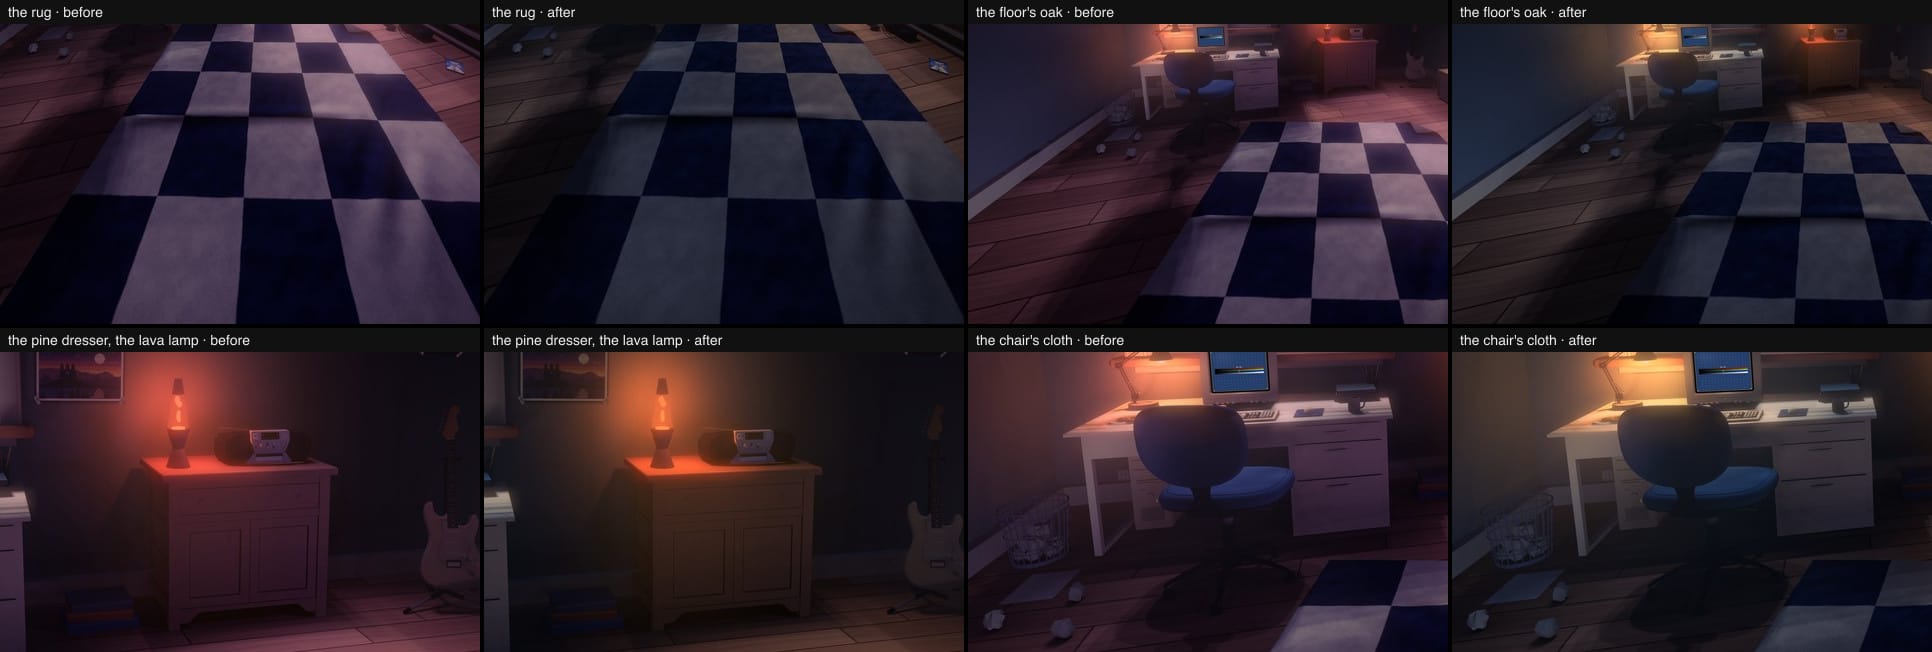 the rug · before
the rug · after
the floor's oak · before
the floor's oak · after
the pine dresser, the lava lamp · before
the pine dresser, the lava lamp · after
the chair's cloth · before
the chair's cloth · after